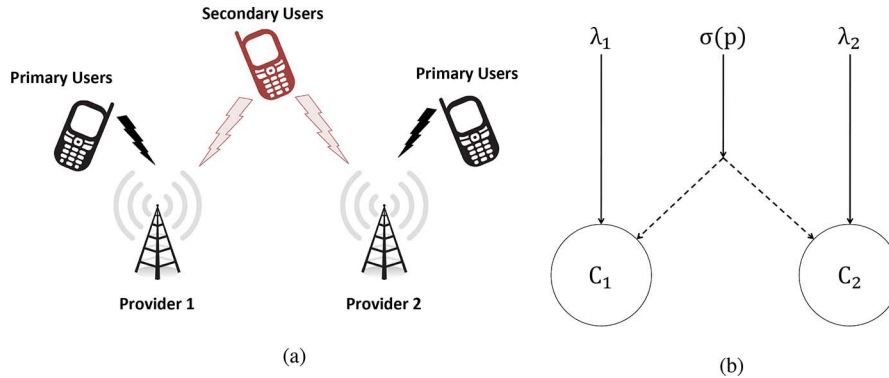 Secondary Users
Primary Users
Primary Users
Provider 1
Provider 2
(a)
λ₁
σ(p)
λ₂
C₁
C₂
(b)